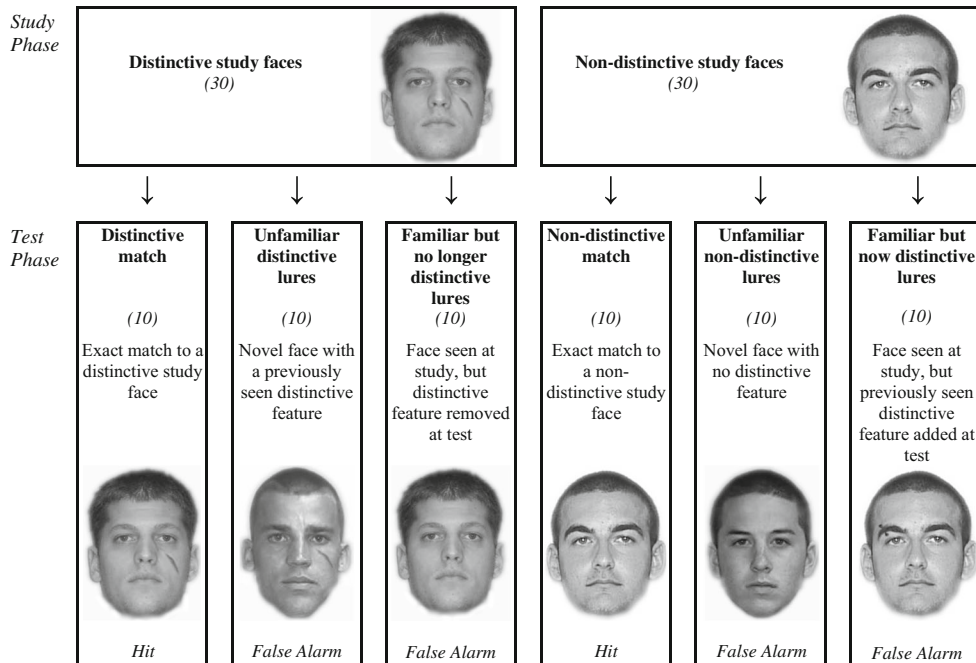 Study
Phase
Distinctive study faces
(30)
Non-distinctive study faces
(30)
Test
Phase
Distinctive
match
(10)
Exact match to a
distinctive study
face
Hit
Unfamiliar
distinctive
lures
(10)
Novel face with
a previously
seen distinctive
feature
False Alarm
Familiar but
no longer
distinctive
lures
(10)
Face seen at
study, but
distinctive
feature removed
at test
False Alarm
Non-distinctive
match
(10)
Exact match to
a non-
distinctive study
face
Hit
Unfamiliar
non-distinctive
lures
(10)
Novel face with
no distinctive
feature
False Alarm
Familiar but
now distinctive
lures
(10)
Face seen at
study, but
previously seen
distinctive
feature added at
test
False Alarm